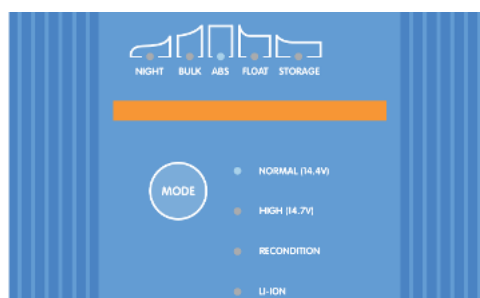 NIGHT BULK ABS FLOAT STORAGE
NORMAL (14.4V)
MODE
HIGH (14.7V)
RECONDITION
LI-ION